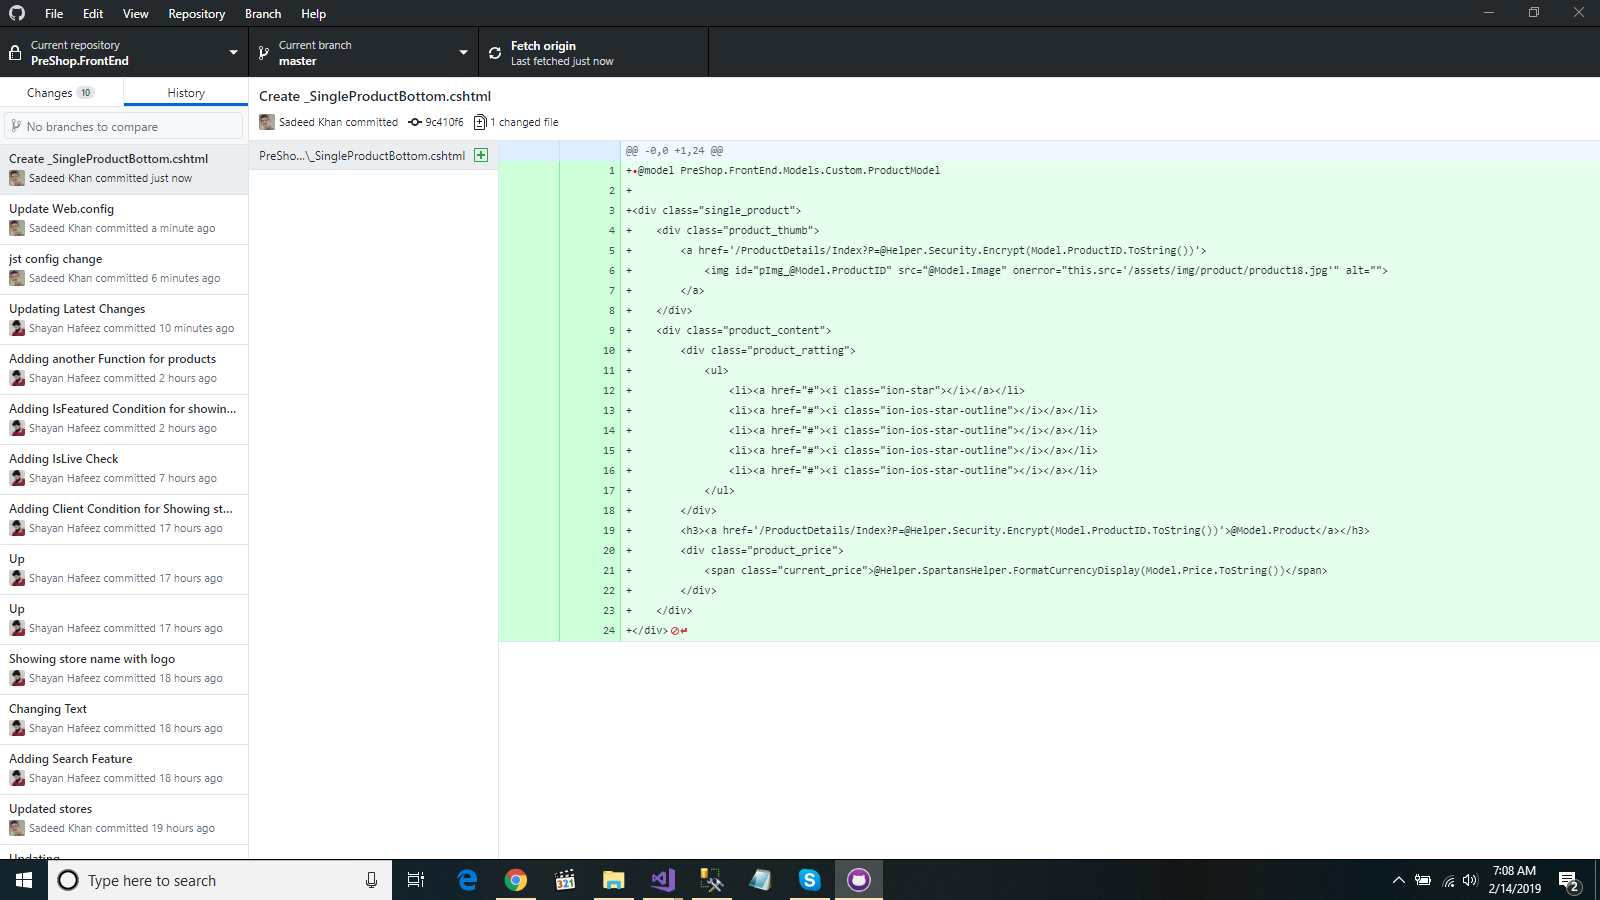 File Edit View Repository Branch Help
Current repository
PreShop.FrontEnd
Current branch
master
Fetch origin
Last fetched just now
Changes 10
History
No branches to compare
Create _SingleProductBottom.cshtml
Sadeed Khan committed just now
Update Web.config
Sadeed Khan committed a minute ago
jst config change
Sadeed Khan committed 6 minutes ago
Updating Latest Changes
Shayan Hafeez committed 10 minutes ago
Adding another Function for products
Shayan Hafeez committed 2 hours ago
Adding IsFeatured Condition for showin...
Shayan Hafeez committed 2 hours ago
Adding IsLive Check
Shayan Hafeez committed 7 hours ago
Adding Client Condition for Showing st...
Shayan Hafeez committed 17 hours ago
Up
Shayan Hafeez committed 17 hours ago
Up
Shayan Hafeez committed 17 hours ago
Showing store name with logo
Shayan Hafeez committed 18 hours ago
Changing Text
Shayan Hafeez committed 18 hours ago
Adding Search Feature
Shayan Hafeez committed 18 hours ago
Updated stores
Sadeed Khan committed 19 hours ago
Updating
Create _SingleProductBottom.cshtml
Sadeed Khan committed 9c410f6 1 changed file
PreSho...\_SingleProductBottom.cshtml
@@ -0,0 +1,24 @@
1 +@model PreShop.FrontEnd.Models.Custom.ProductModel
2 +
3 +<div class="single_product">
4 +    <div class="product_thumb">
5 +        <a href='/ProductDetails/Index?P=@Helper.Security.Encrypt(Model.ProductID.ToString())'>
6 +            <img id="pImg_@Model.ProductID" src="@Model.Image" onerror="this.src='/assets/img/product/product18.jpg'" alt="">
7 +        </a>
8 +    </div>
9 +    <div class="product_content">
10 +        <div class="product_ratting">
11 +            <ul>
12 +                <li><a href="#"><i class="ion-star"></i></a></li>
13 +                <li><a href="#"><i class="ion-ios-star-outline"></i></a></li>
14 +                <li><a href="#"><i class="ion-ios-star-outline"></i></a></li>
15 +                <li><a href="#"><i class="ion-ios-star-outline"></i></a></li>
16 +                <li><a href="#"><i class="ion-ios-star-outline"></i></a></li>
17 +            </ul>
18 +        </div>
19 +        <h3><a href='/ProductDetails/Index?P=@Helper.Security.Encrypt(Model.ProductID.ToString())'>@Model.Product</a></h3>
20 +        <div class="product_price">
21 +            <span class="current_price">@Helper.SpartansHelper.FormatCurrencyDisplay(Model.Price.ToString())</span>
22 +        </div>
23 +    </div>
24 +</div>
Type here to search
321
7:08 AM
2/14/2019
2